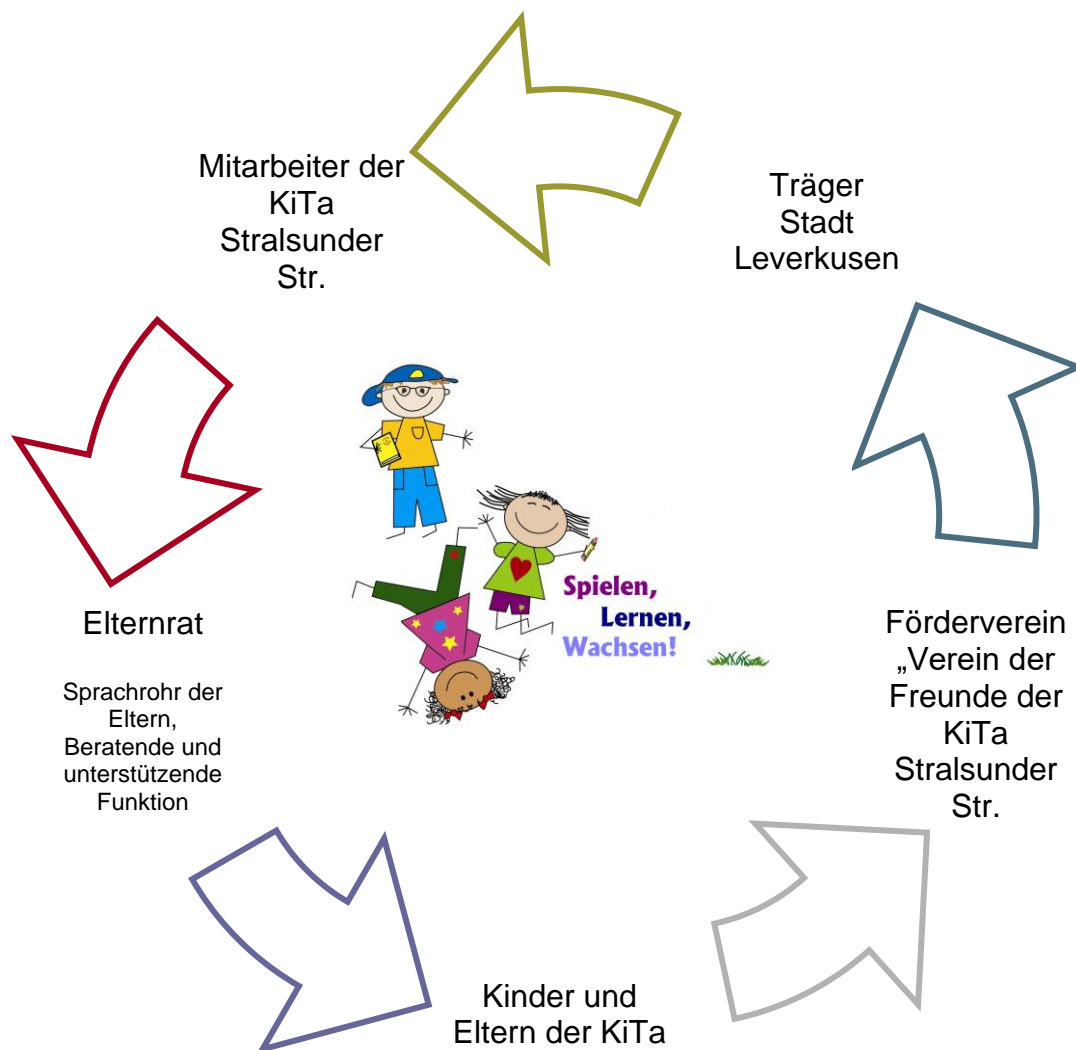 Mitarbeiter der
KiTa
Stralsunder
Str.
Träger
Stadt
Leverkusen
Spielen,
Lernen,
Wachsen!
Elternrat
Sprachrohr der
Eltern,
Beratende und
unterstützende
Funktion
Förderverein
„Verein der
Freunde der
KiTa
Stralsunder
Str.
Kinder und
Eltern der KiTa